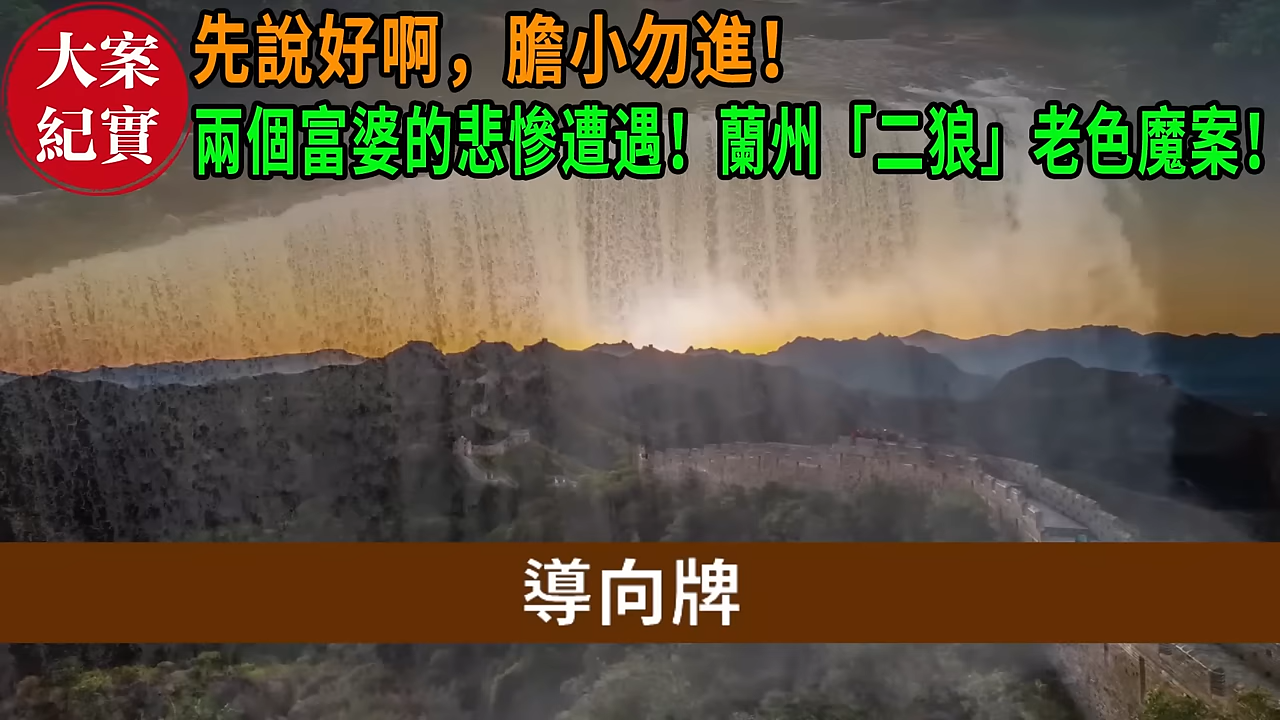 大案
紀實
先說好啊，膽小勿進！
兩個富婆的悲慘遭遇！蘭州「二狼」老色魔案！
導向牌